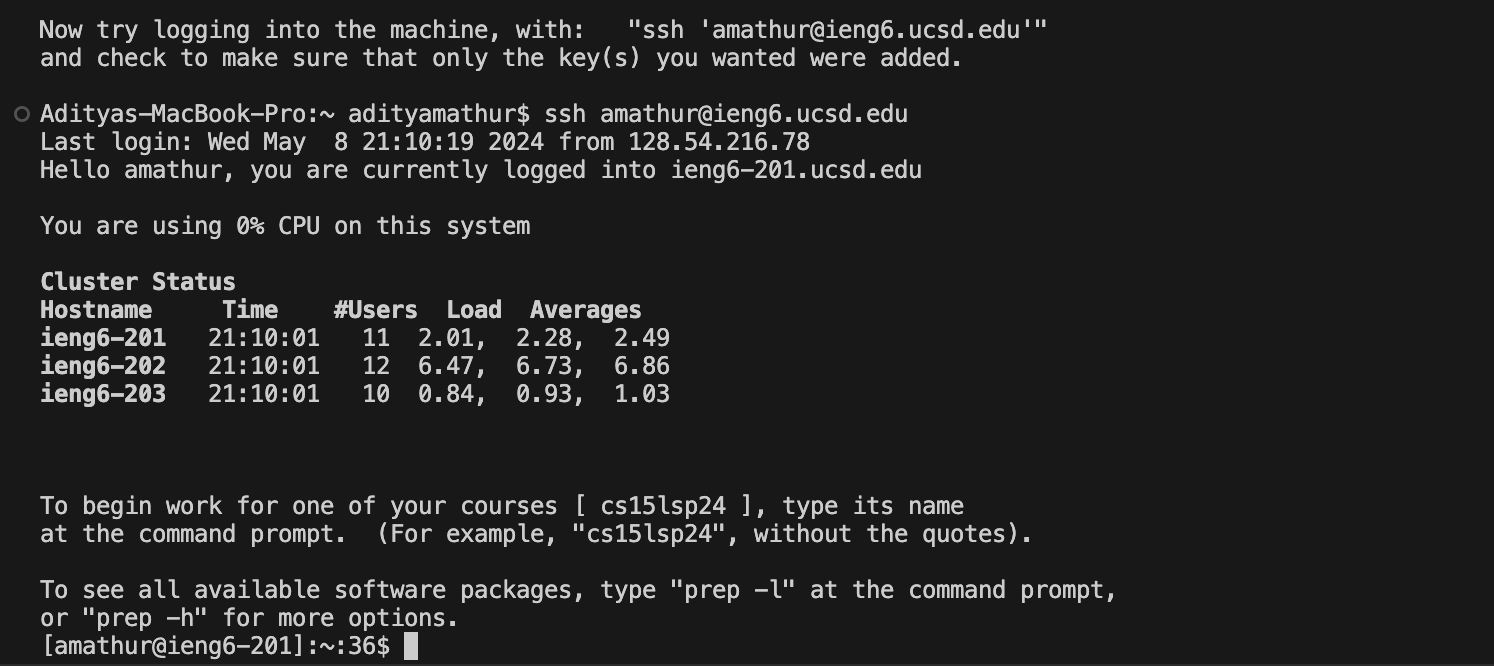 Now try logging into the machine, with:   "ssh 'amathur@ieng6.ucsd.edu'"
and check to make sure that only the key(s) you wanted were added.
Adityas-MacBook-Pro:~ adityamathur$ ssh amathur@ieng6.ucsd.edu
Last login: Wed May  8 21:10:19 2024 from 128.54.216.78
Hello amathur, you are currently logged into ieng6-201.ucsd.edu
You are using 0% CPU on this system
Cluster Status
Hostname     Time    #Users  Load  Averages
ieng6-201   21:10:01   11  2.01,  2.28,  2.49
ieng6-202   21:10:01   12  6.47,  6.73,  6.86
ieng6-203   21:10:01   10  0.84,  0.93,  1.03
To begin work for one of your courses [ cs15lsp24 ], type its name
at the command prompt.  (For example, "cs15lsp24", without the quotes).
To see all available software packages, type "prep -l" at the command prompt,
or "prep -h" for more options.
[amathur@ieng6-201]:~:36$